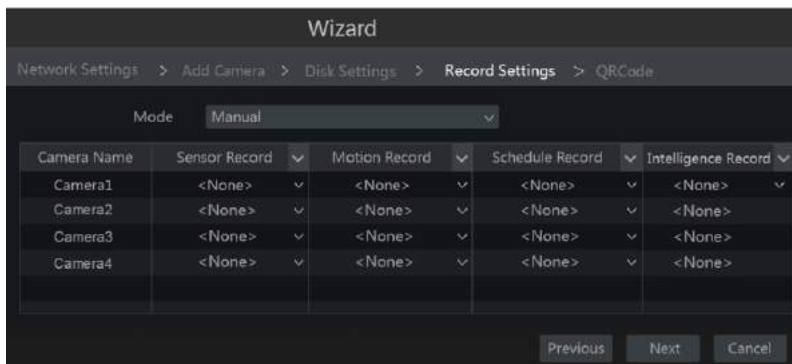 Wizard
Network Settings > Add Camera > Disk Settings > Record Settings > QRCode
Mode Manual
Camera Name Sensor Record Motion Record Schedule Record Intelligence Record
Camera1 <None> <None> <None> <None>
Camera2 <None> <None> <None> <None>
Camera3 <None> <None> <None> <None>
Camera4 <None> <None> <None> <None>
Previous Next Cancel